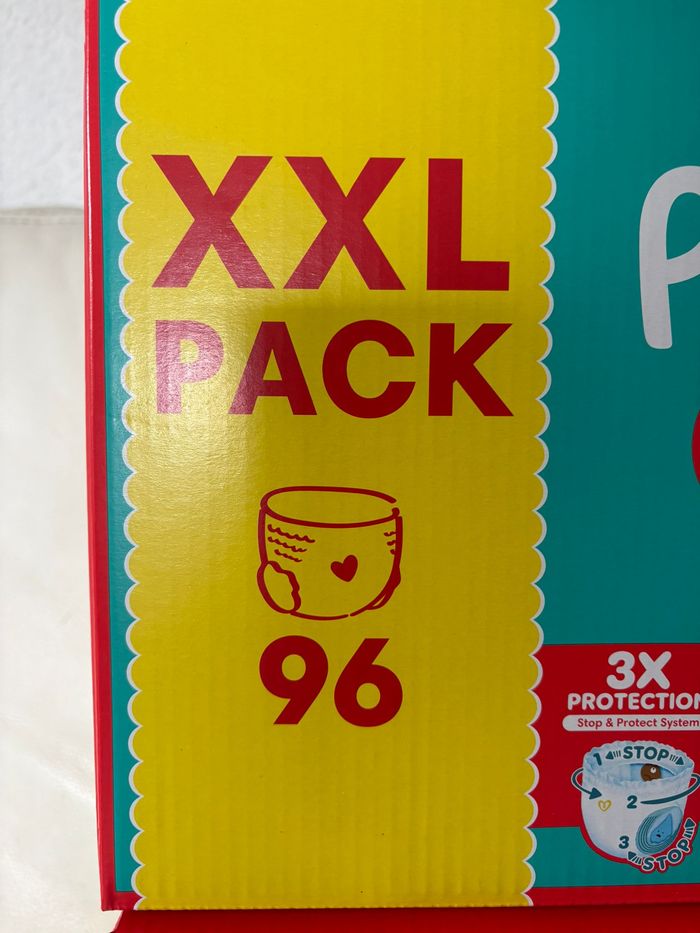 XXL
PACK
96
P
3X
PROTECTION
Stop & Protect System
1 STOP
2
3
STOP